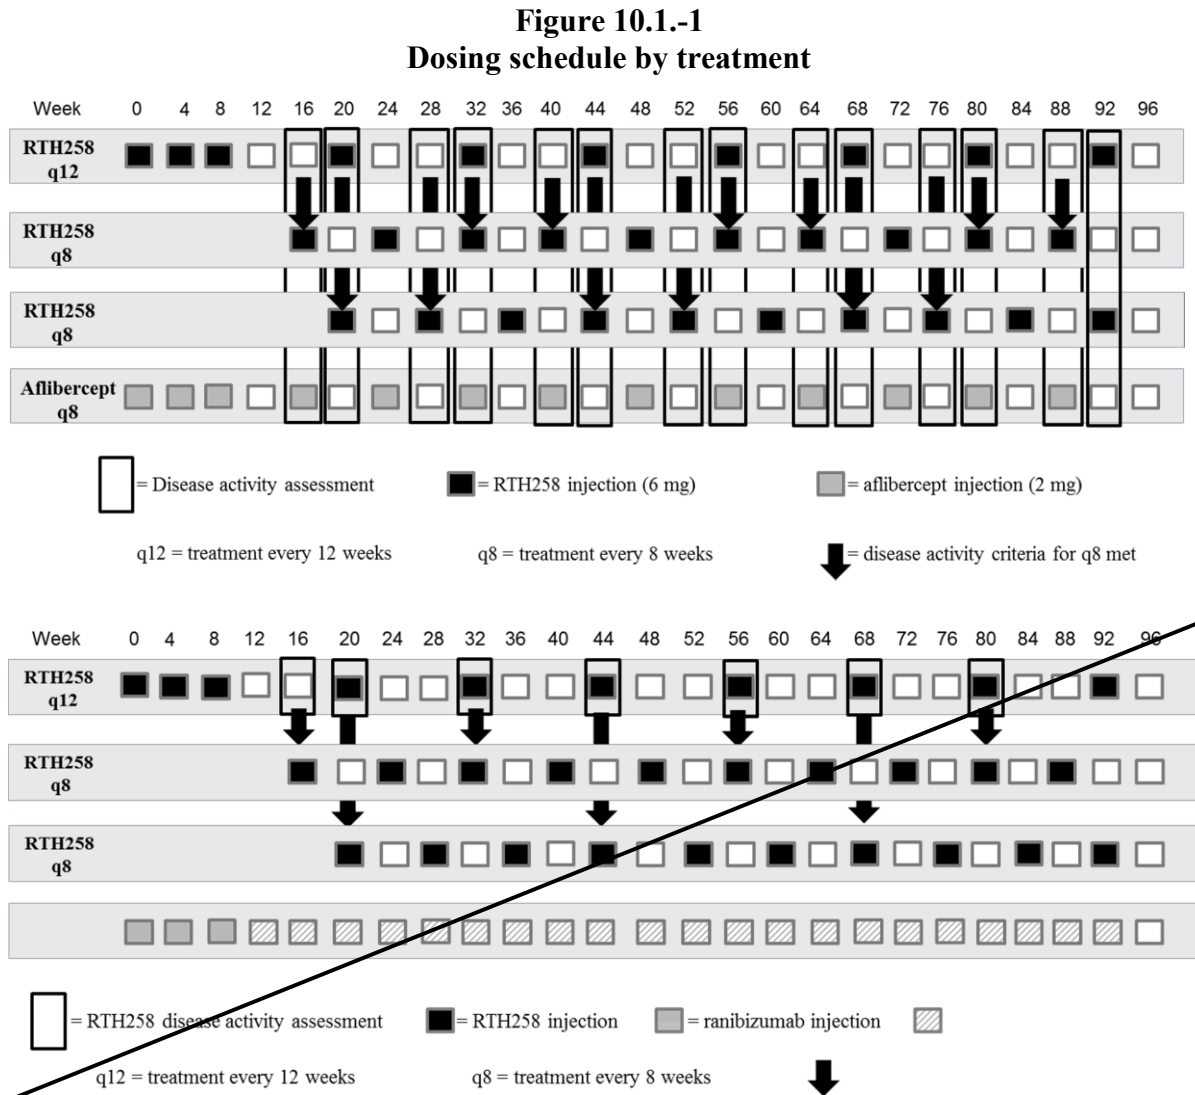 Figure 10.1.-1
Dosing schedule by treatment
Week 0 4 8 12 16 20 24 28 32 36 40 44 48 52 56 60 64 68 72 76 80 84 88 92 96
RTH258
q12
RTH258
q8
RTH258
q8
Aflibercept
q8
= Disease activity assessment = RTH258 injection (6 mg) = aflibercept injection (2 mg)
q12 = treatment every 12 weeks q8 = treatment every 8 weeks = disease activity criteria for q8 met
Week 0 4 8 12 16 20 24 28 32 36 40 44 48 52 56 60 64 68 72 76 80 84 88 92 96
RTH258
q12
RTH258
q8
RTH258
q8
= RTH258 disease activity assessment = RTH258 injection = ranibizumab injection
q12 = treatment every 12 weeks q8 = treatment every 8 weeks